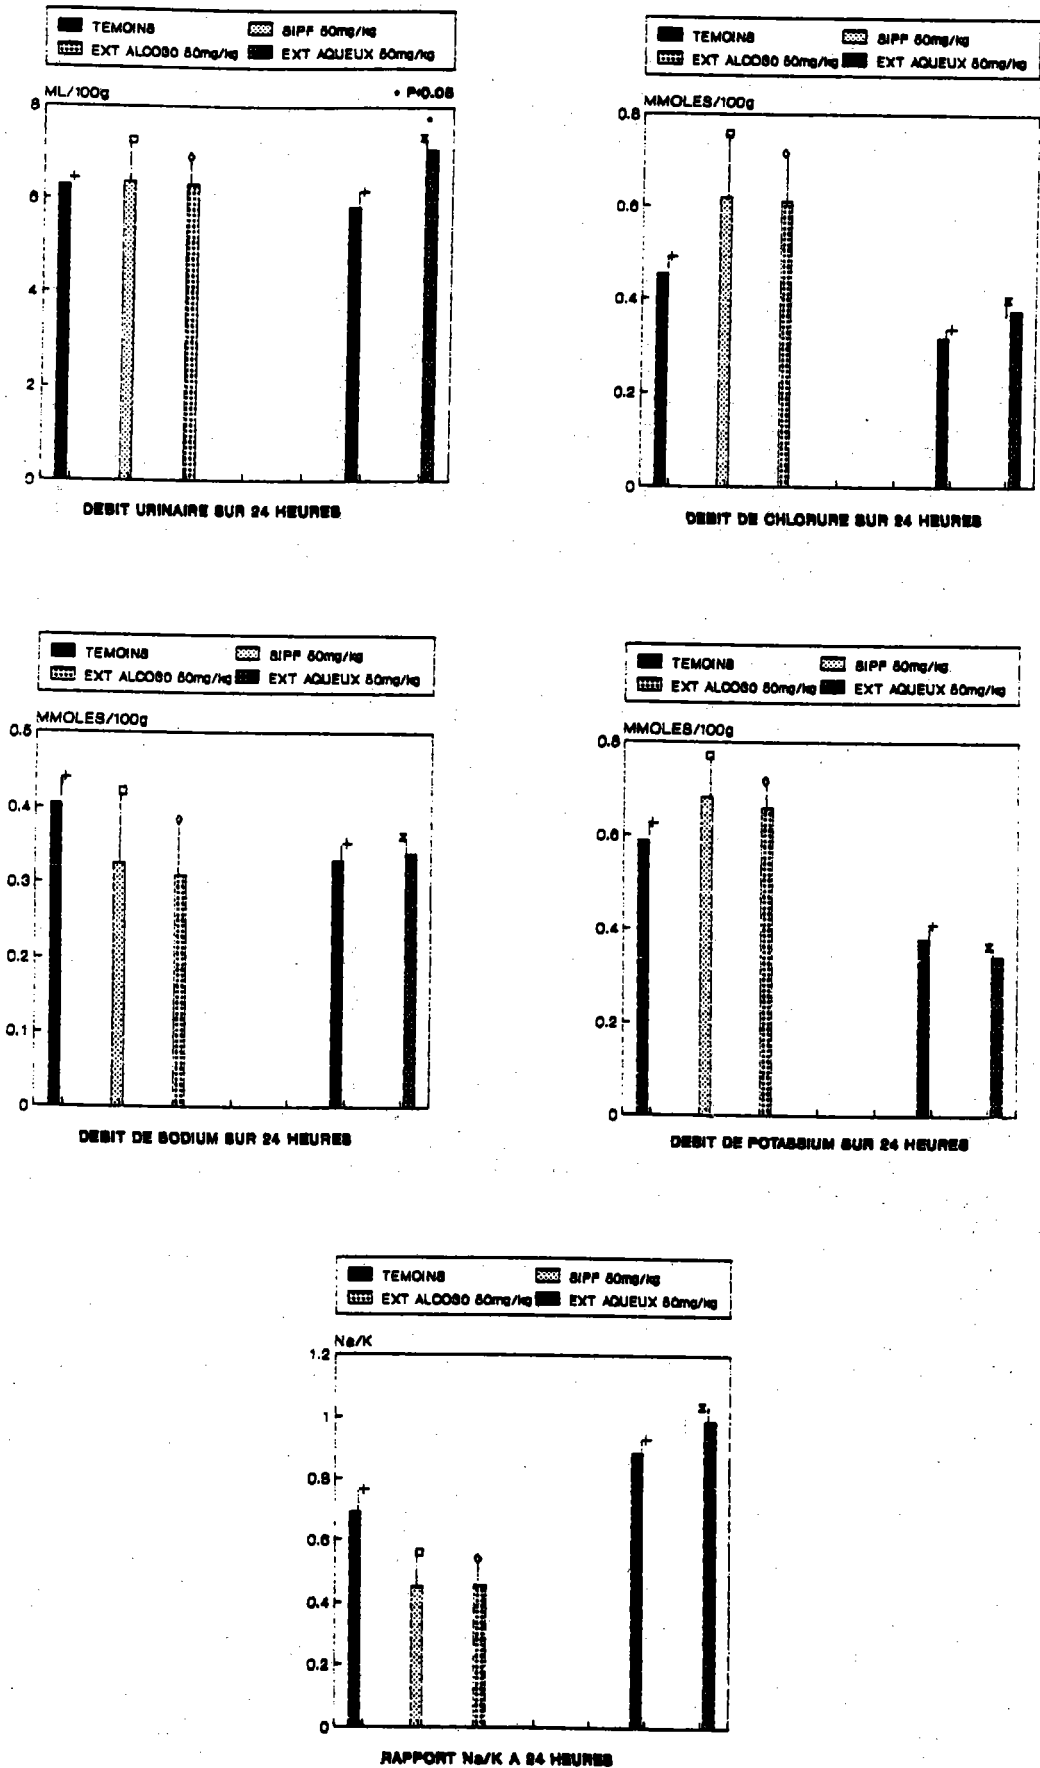 TEMOINS SIPF 50mg/kg
EXT ALCO30 50mg/kg EXT AQUEUX 50mg/kg
ML/100g * P<0.05
8
6
4
2
0
DEBIT URINAIRE SUR 24 HEURES
TEMOINS SIPF 50mg/kg
EXT ALCO30 50mg/kg EXT AQUEUX 50mg/kg
MMOLES/100g
0.8
0.6
0.4
0.2
0
DEBIT DE CHLORURE SUR 24 HEURES
TEMOINS SIPF 50mg/kg
EXT ALCO30 50mg/kg EXT AQUEUX 50mg/kg
MMOLES/100g
0.5
0.4
0.3
0.2
0.1
0
DEBIT DE SODIUM SUR 24 HEURES
TEMOINS SIPF 50mg/kg
EXT ALCO30 50mg/kg EXT AQUEUX 50mg/kg
MMOLES/100g
0.8
0.6
0.4
0.2
0
DEBIT DE POTASSIUM SUR 24 HEURES
TEMOINS SIPF 50mg/kg
EXT ALCO30 50mg/kg EXT AQUEUX 50mg/kg
Na/K
1.2
1
0.8
0.6
0.4
0.2
0
RAPPORT Na/K A 24 HEURES